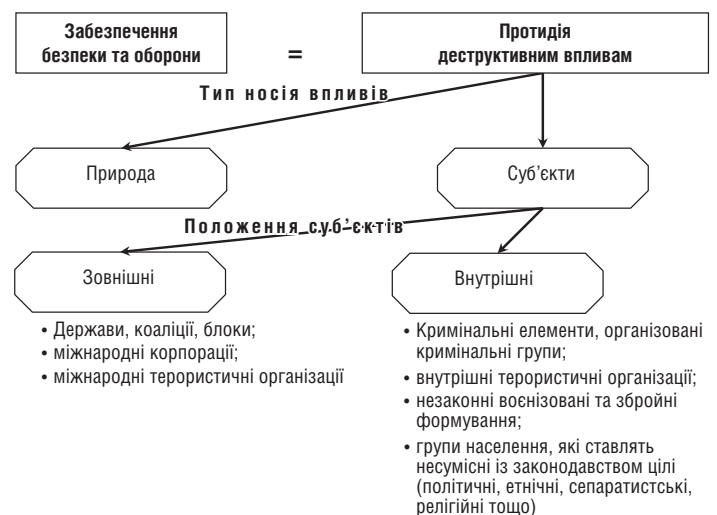 Забезпечення
безпеки та оборони
=
Протидія
деструктивним впливам
Тип носія впливів
Природа
Суб’єкти
Положення суб’єктів
Зовнішні
Внутрішні
• Держави, коаліції, блоки;
• міжнародні корпорації;
• міжнародні терористичні організації
• Кримінальні елементи, організовані
кримінальні групи;
• внутрішні терористичні організації;
• незаконні воєнізовані та збройні
формування;
• групи населення, які ставлять
несумісні із законодавством цілі
(політичні, етнічні, сепаратистські,
релігійні тощо)